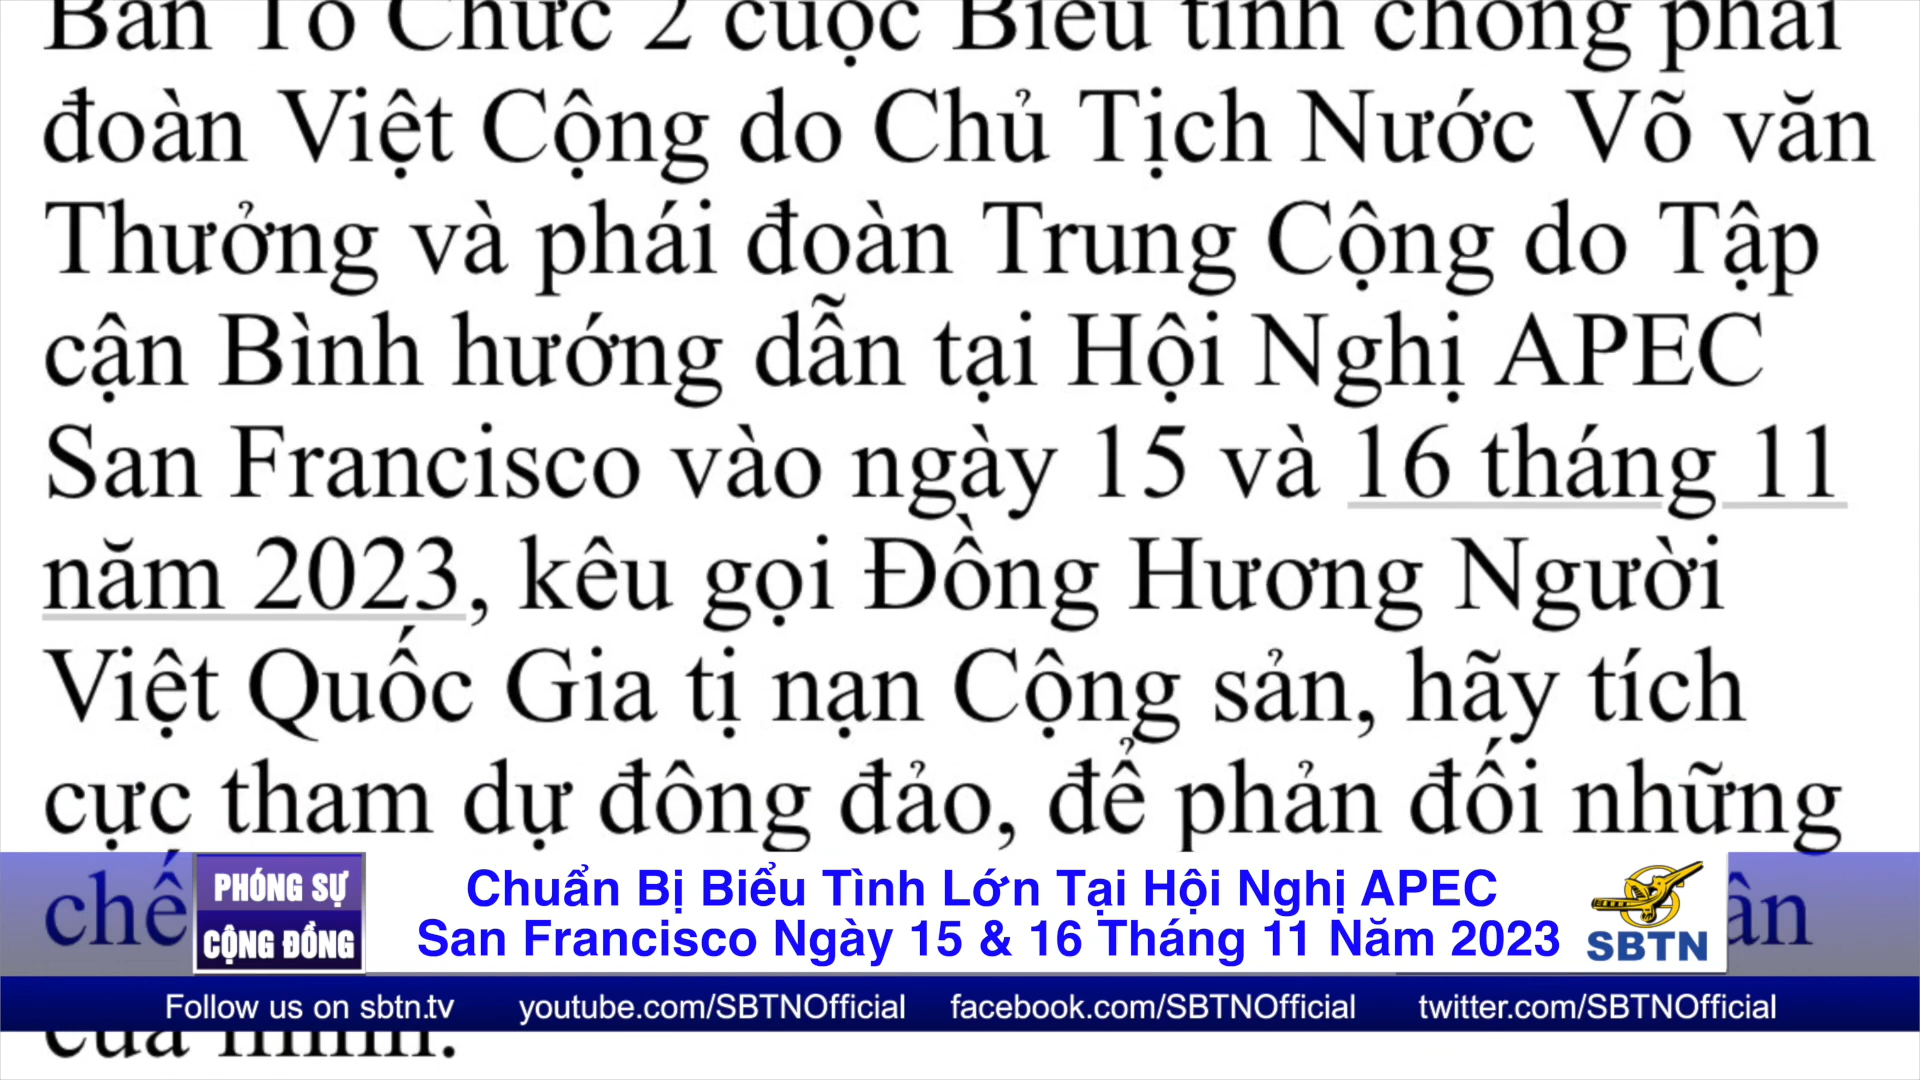 Ban Tổ Chức 2 cuộc Biểu tình chống phái
đoàn Việt Cộng do Chủ Tịch Nước Võ văn
Thưởng và phái đoàn Trung Cộng do Tập
cận Bình hướng dẫn tại Hội Nghị APEC
San Francisco vào ngày 15 và 16 tháng 11
năm 2023, kêu gọi Đồng Hương Người
Việt Quốc Gia tị nạn Cộng sản, hãy tích
cực tham dự đông đảo, để phản đối những
chế
PHÓNG SỰ
CỘNG ĐỒNG
Chuẩn Bị Biểu Tình Lớn Tại Hội Nghị APEC
San Francisco Ngày 15 & 16 Tháng 11 Năm 2023
SBTN
Follow us on sbtn.tv youtube.com/SBTNOfficial facebook.com/SBTNOfficial twitter.com/SBTNOfficial
của mình.